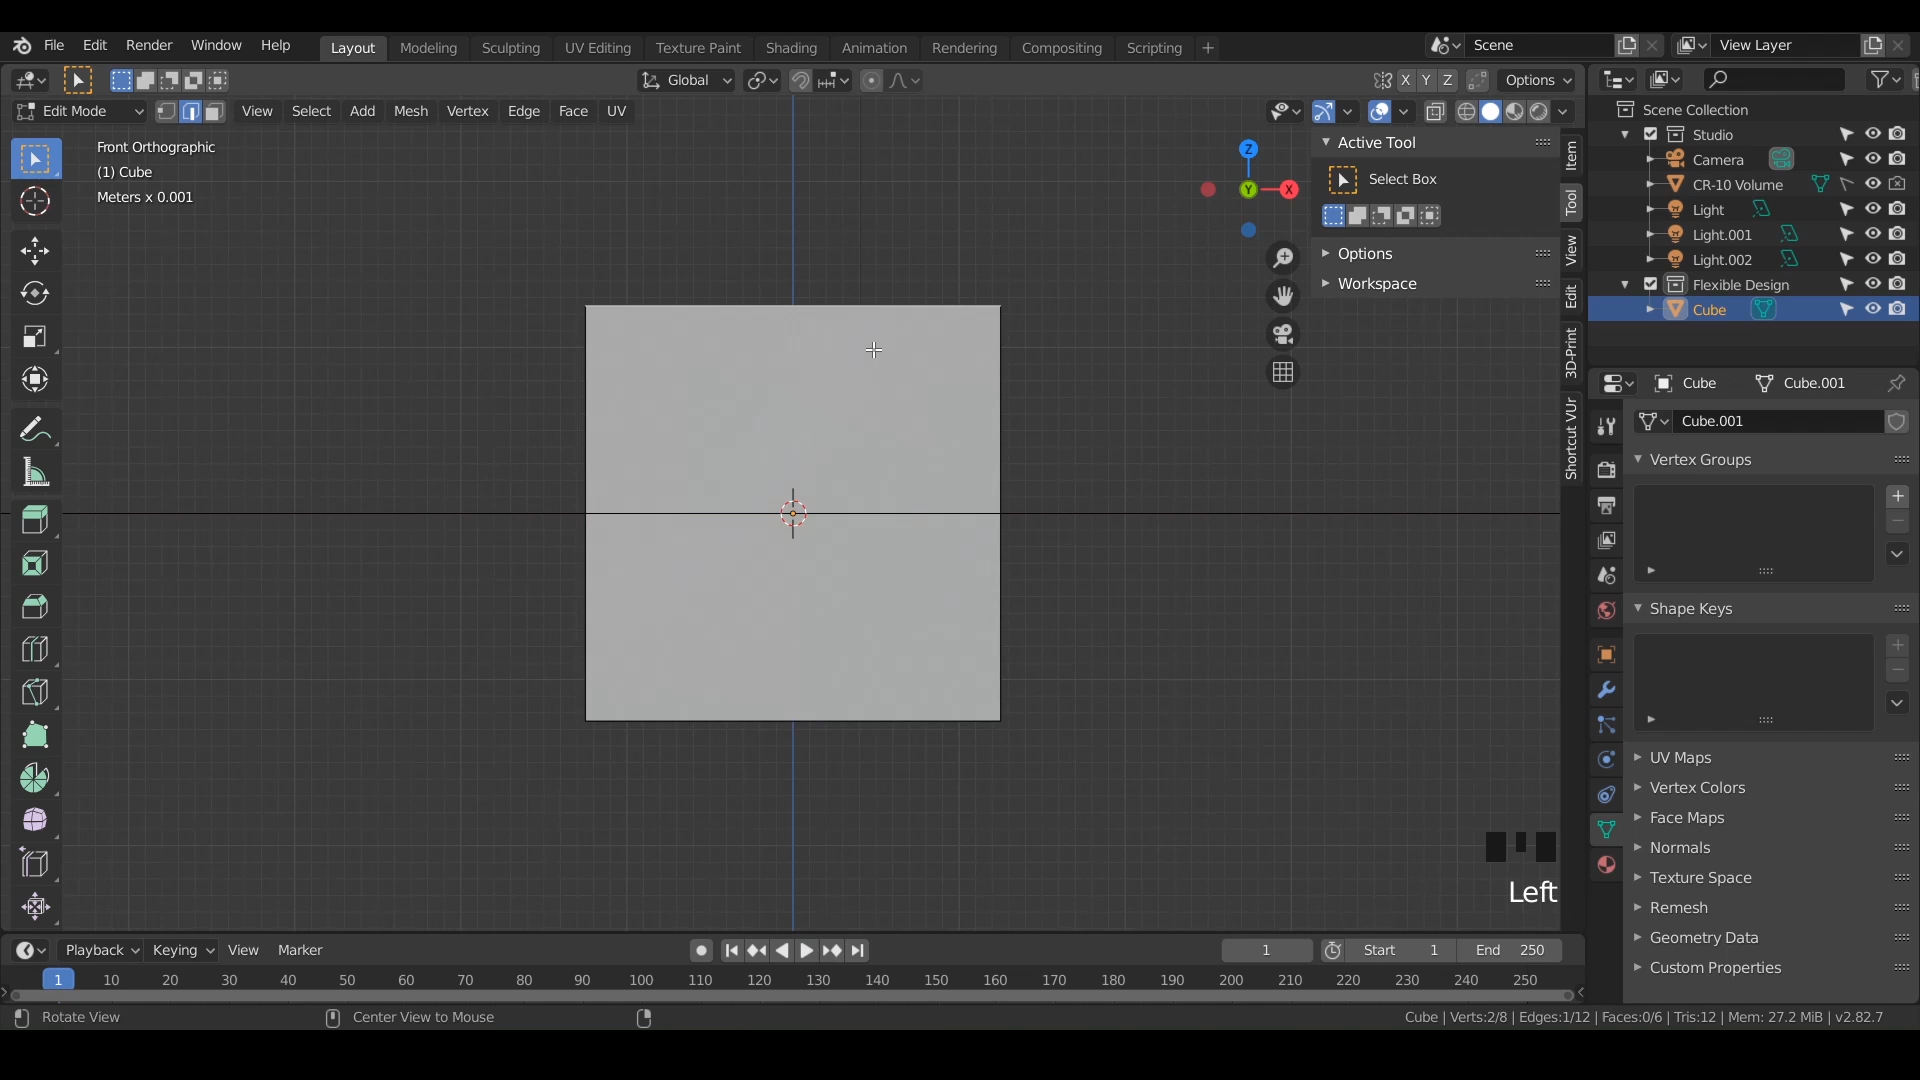 File Edit Render Window Help Layout Modeling Sculpting UV Editing Texture Paint Shading Animation Rendering Compositing Scripting + Scene View Layer
Global X Y Z Options
Edit Mode View Select Add Mesh Vertex Edge Face UV
Front Orthographic
(1) Cube
Meters x 0.001
Z
Y
X
Active Tool
Select Box
Options
Workspace
Item
Tool
View
Edit
3D-Print
Shortcut VUr
Scene Collection
Studio
Camera
CR-10 Volume
Light
Light.001
Light.002
Flexible Design
Cube
Cube Cube.001
Cube.001
Vertex Groups
Shape Keys
UV Maps
Vertex Colors
Face Maps
Normals
Texture Space
Remesh
Geometry Data
Custom Properties
Left
Playback Keying View Marker 1 Start 1 End 250
1 10 20 30 40 50 60 70 80 90 100 110 120 130 140 150 160 170 180 190 200 210 220 230 240 250
Rotate View Center View to Mouse Cube | Verts:2/8 | Edges:1/12 | Faces:0/6 | Tris:12 | Mem: 27.2 MiB | v2.82.7